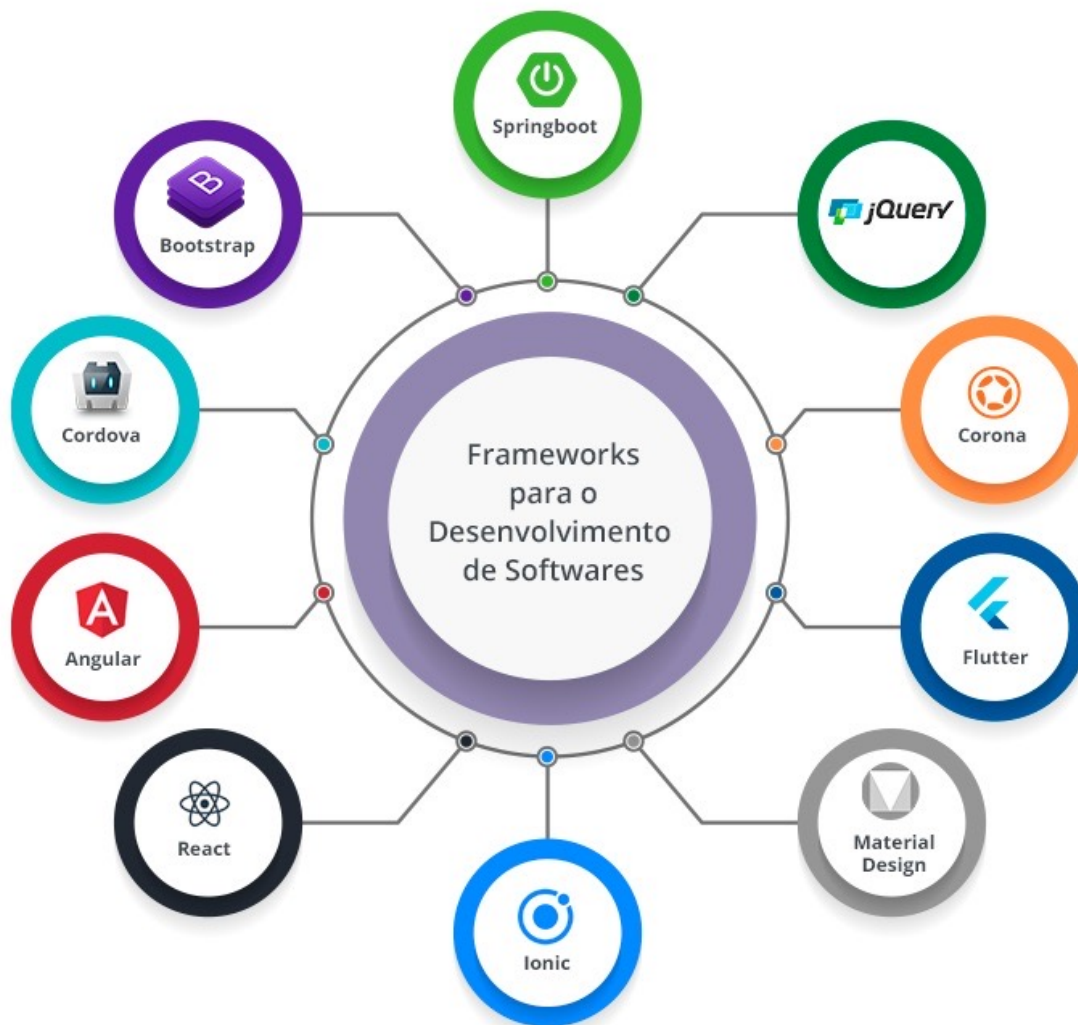 Springboot
B
Bootstrap
jQuery
Cordova
Corona
Frameworks
para o
Desenvolvimento
de Softwares
A
Angular
Flutter
React
Material
Design
Ionic